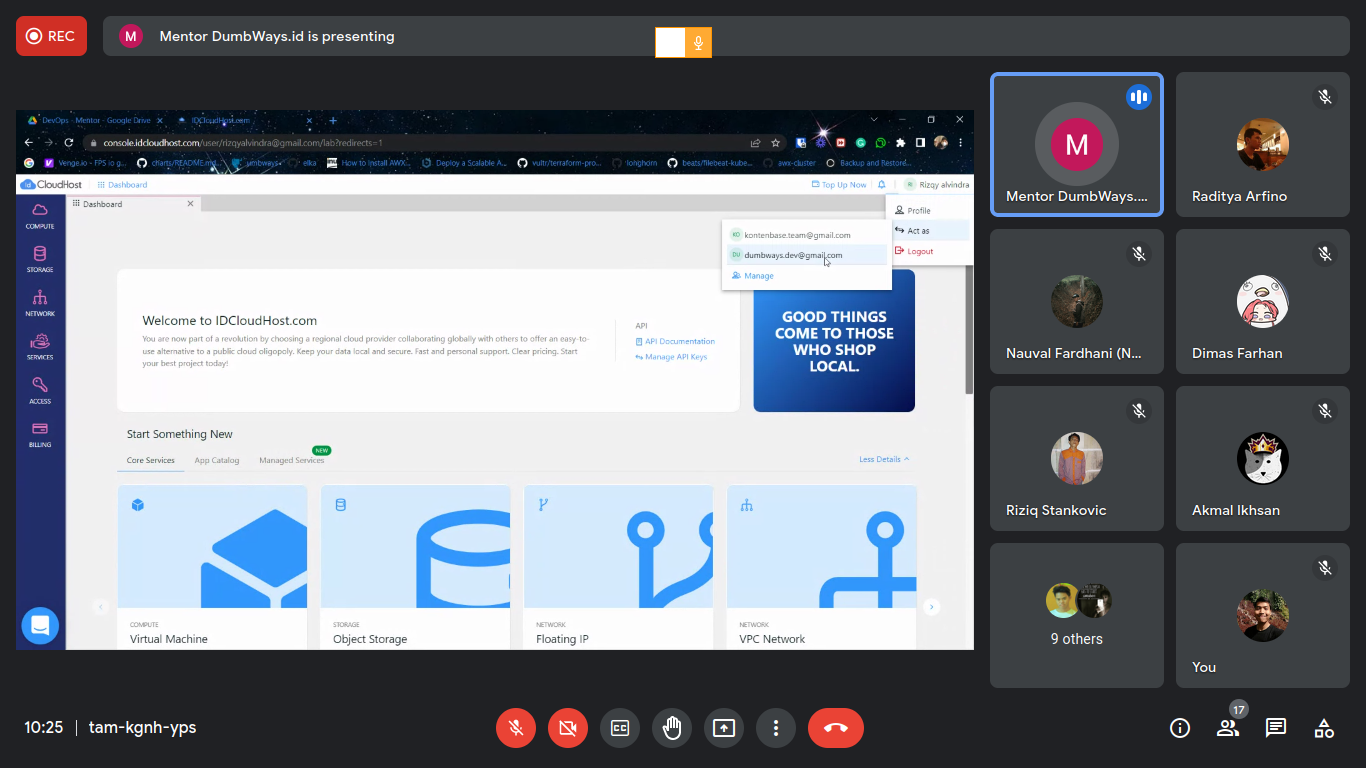 REC
M
Mentor DumbWays.id is presenting
DevOps - Mentor - Google Drive
IDCloudHost.com
console.idcloudhost.com/user/rizqyalvindra@gmail.com/lab?redirects=1
Venge.io - FPS io g...
charts/README.md...
umbways
elka
How to Install AWX...
Deploy a Scalable A...
vultr/terraform-pro...
longhorn
beats/filebeat-kube...
awx-cluster
Backup and Restore...
CloudHost
Dashboard
Top Up Now
RI
Rizqy alvindra
Dashboard
Profile
Act as
Logout
KO kontenbase.team@gmail.com
DU dumbways.dev@gmail.com
Manage
COMPUTE
STORAGE
NETWORK
SERVICES
ACCESS
BILLING
Welcome to IDCloudHost.com
You are now part of a revolution by choosing a regional cloud provider collaborating globally with others to offer an easy-to-
use alternative to a public cloud oligopoly. Keep your data local and secure. Fast and personal support. Clear pricing. Start
your best project today!
API
API Documentation
Manage API Keys
GOOD THINGS
COME TO THOSE
WHO SHOP
LOCAL.
Start Something New
Core Services
App Catalog
Managed Services
NEW
Less Details
COMPUTE
Virtual Machine
STORAGE
Object Storage
NETWORK
Floating IP
NETWORK
VPC Network
M
Mentor DumbWays....
Raditya Arfino
Nauval Fardhani (N...
Dimas Farhan
Riziq Stankovic
Akmal Ikhsan
9 others
You
10:25
tam-kgnh-yps
17